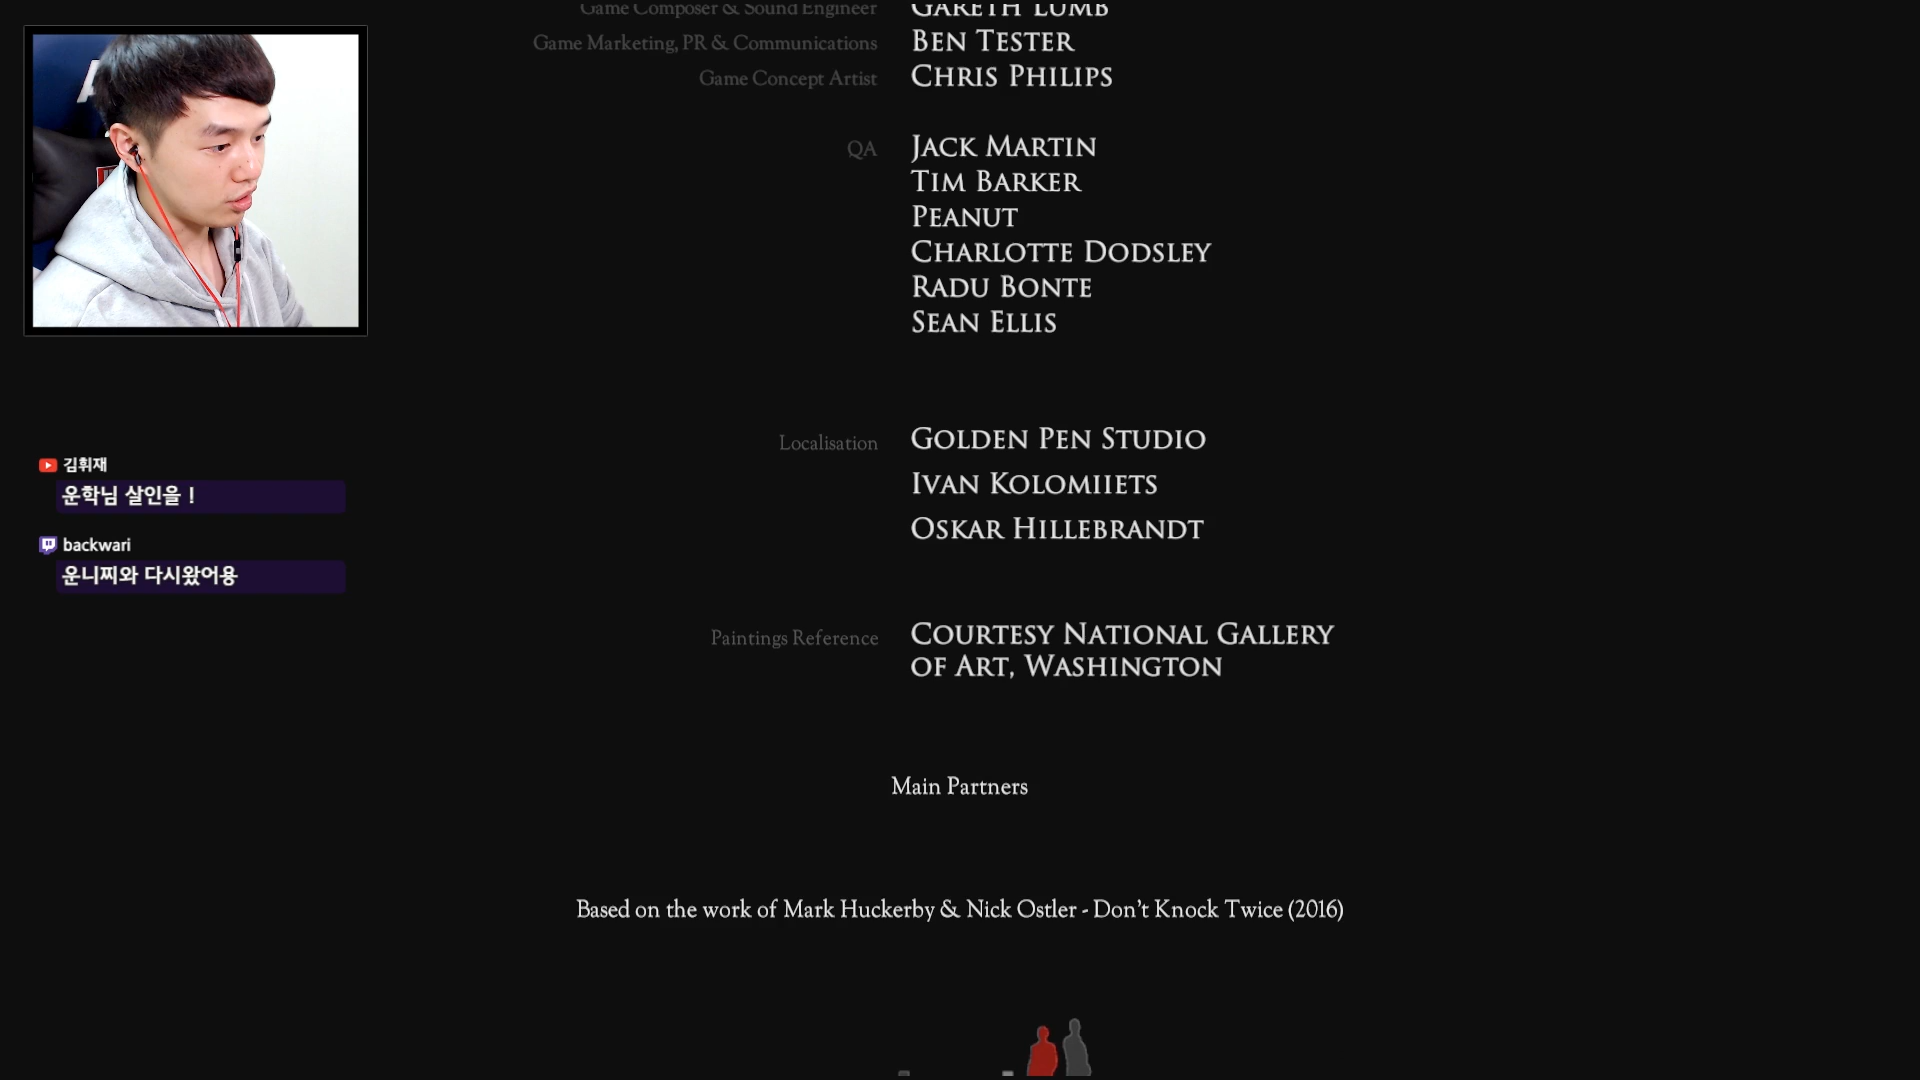 Game Composer & Sound Engineer GARETH LUMB
Game Marketing, PR & Communications BEN TESTER
Game Concept Artist CHRIS PHILIPS
QA JACK MARTIN
TIM BARKER
PEANUT
CHARLOTTE DODSLEY
RADU BONTE
SEAN ELLIS
Localisation GOLDEN PEN STUDIO
IVAN KOLOMIIETS
OSKAR HILLEBRANDT
Paintings Reference COURTESY NATIONAL GALLERY
OF ART, WASHINGTON
Main Partners
Based on the work of Mark Huckerby & Nick Ostler - Don't Knock Twice (2016)
김휘재
운학님 살인을 !
backwari
운니찌와 다시왔어용